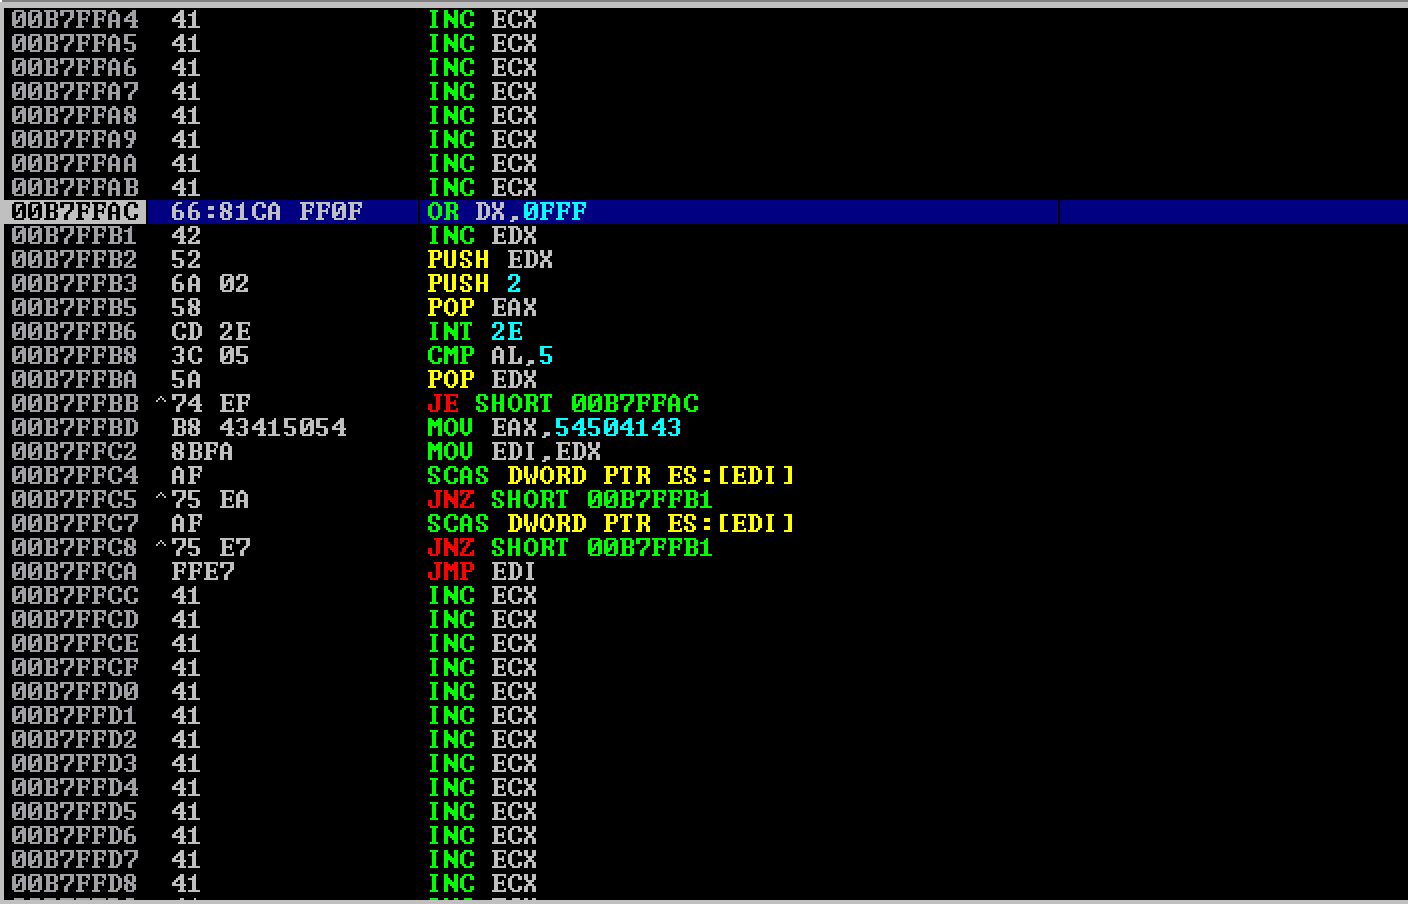 00B7FFA4 41 INC ECX
00B7FFA5 41 INC ECX
00B7FFA6 41 INC ECX
00B7FFA7 41 INC ECX
00B7FFA8 41 INC ECX
00B7FFA9 41 INC ECX
00B7FFAA 41 INC ECX
00B7FFAB 41 INC ECX
00B7FFAC 66:81CA FF0F OR DX,0FFF
00B7FFB1 42 INC EDX
00B7FFB2 52 PUSH EDX
00B7FFB3 6A 02 PUSH 2
00B7FFB5 58 POP EAX
00B7FFB6 CD 2E INT 2E
00B7FFB8 3C 05 CMP AL,5
00B7FFBA 5A POP EDX
00B7FFBB ^74 EF JE SHORT 00B7FFAC
00B7FFBD B8 43415054 MOV EAX,54504143
00B7FFC2 8BFA MOV EDI,EDX
00B7FFC4 AF SCAS DWORD PTR ES:[EDI]
00B7FFC5 ^75 EA JNZ SHORT 00B7FFB1
00B7FFC7 AF SCAS DWORD PTR ES:[EDI]
00B7FFC8 ^75 E7 JNZ SHORT 00B7FFB1
00B7FFCA FFE7 JMP EDI
00B7FFCC 41 INC ECX
00B7FFCD 41 INC ECX
00B7FFCE 41 INC ECX
00B7FFCF 41 INC ECX
00B7FFD0 41 INC ECX
00B7FFD1 41 INC ECX
00B7FFD2 41 INC ECX
00B7FFD3 41 INC ECX
00B7FFD4 41 INC ECX
00B7FFD5 41 INC ECX
00B7FFD6 41 INC ECX
00B7FFD7 41 INC ECX
00B7FFD8 41 INC ECX